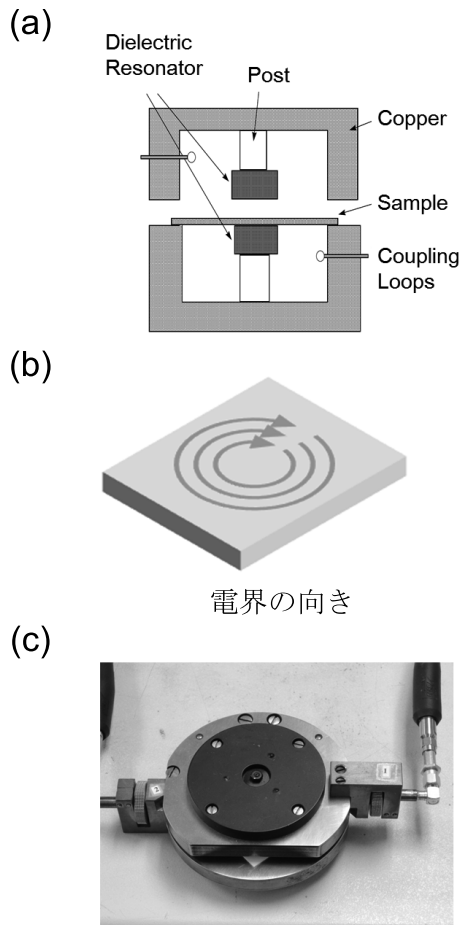 (a)
Dielectric
Resonator
Post
Copper
Sample
Coupling
Loops
(b)
電界の向き
(c)